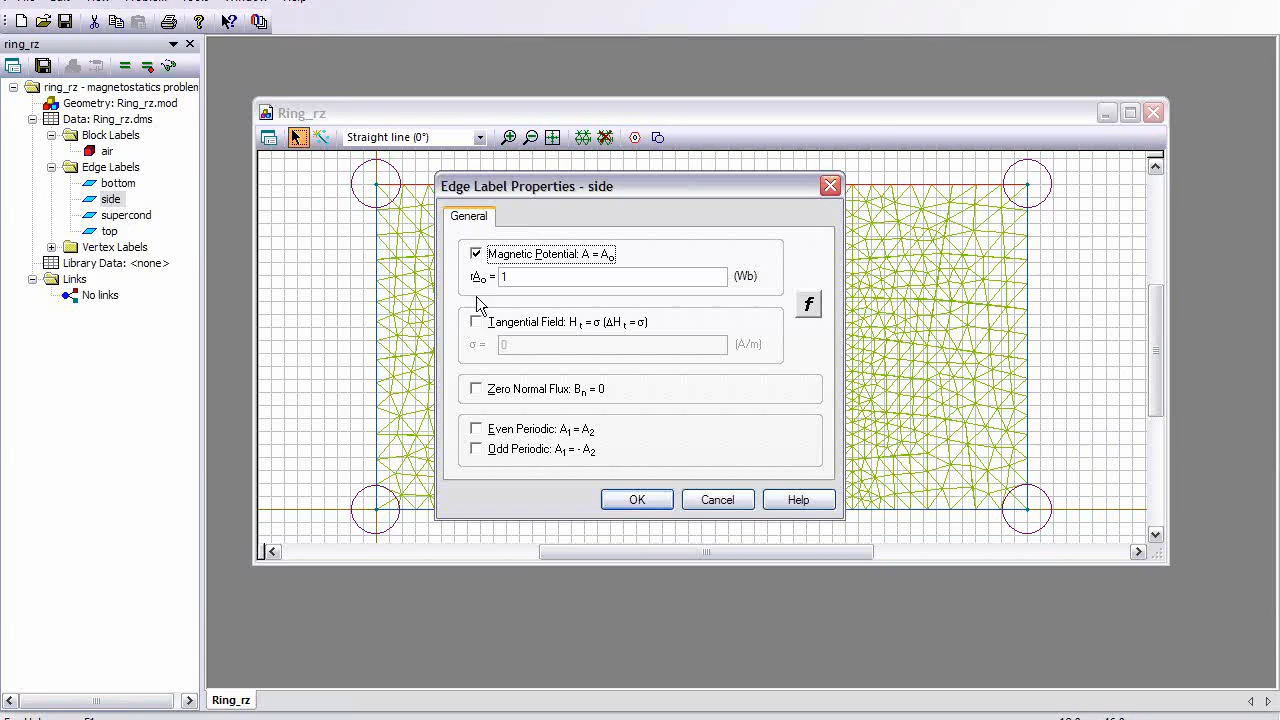 ring_rz
ring_rz - magnetostatics problem
Geometry: Ring_rz.mod
Data: Ring_rz.dms
Block Labels
air
Edge Labels
bottom
side
supercond
top
Vertex Labels
Library Data: <none>
Links
No links
Ring_rz
Straight line (0°)
Edge Label Properties - side
General
Magnetic Potential: A = A₀
rA₀ = 1 (Wb)
f
Tangential Field: H t = σ (ΔH t = σ)
σ = 0 (A/m)
Zero Normal Flux: Bn = 0
Even Periodic: A1 = A2
Odd Periodic: A1 = - A2
OK Cancel Help
Ring_rz